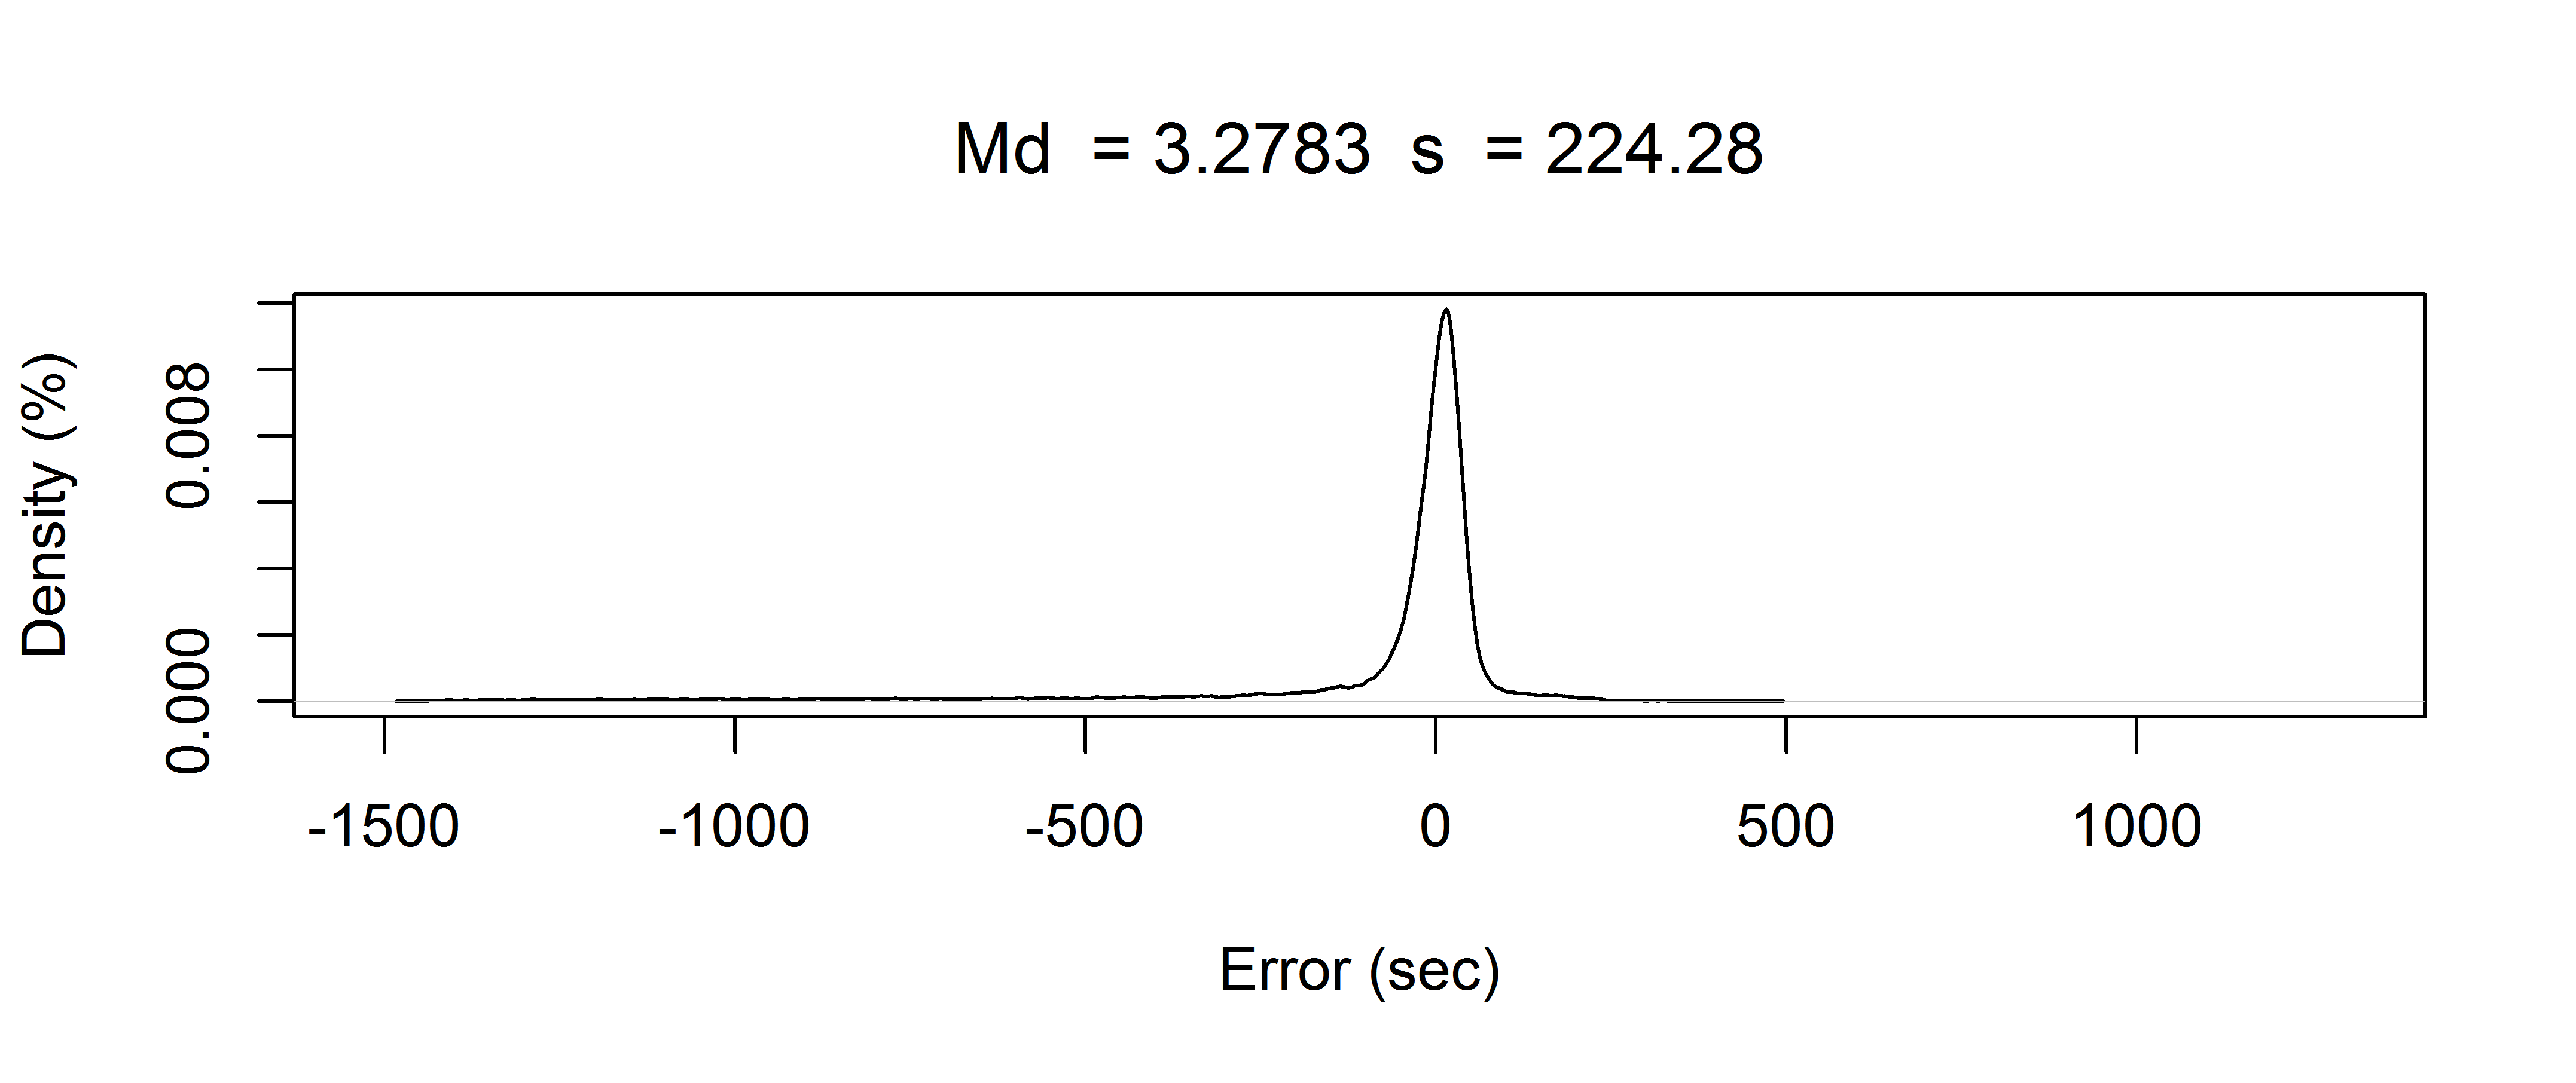 Md = 3.2783 s = 224.28
Density (%)
0.008
0.000
-1500 -1000 -500 0 500 1000
Error (sec)